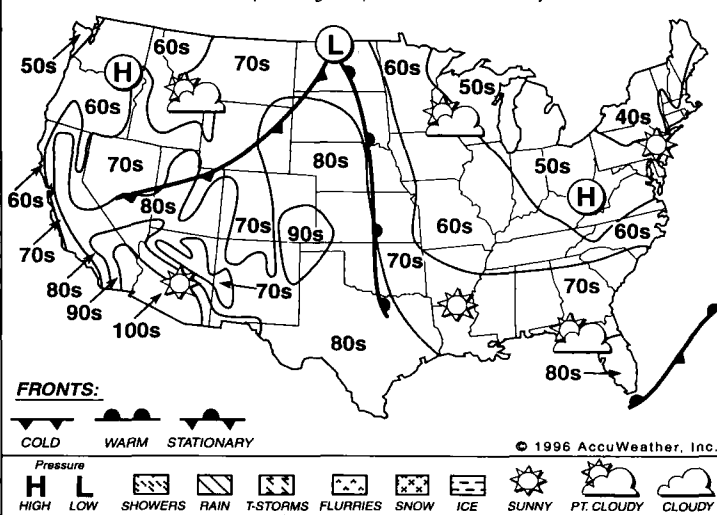 L
50s
60s
70s
60s
50s
H
60s
40s
70s
80s
50s
H
60s
80s
70s
90s
60s
60s
70s
70s
80s
90s
70s
70s
100s
80s
80s
FRONTS:
COLD WARM STATIONARY
© 1996 AccuWeather, Inc.
Pressure
H L
HIGH LOW SHOWERS RAIN T-STORMS FLURRIES SNOW ICE SUNNY PT. CLOUDY CLOUDY